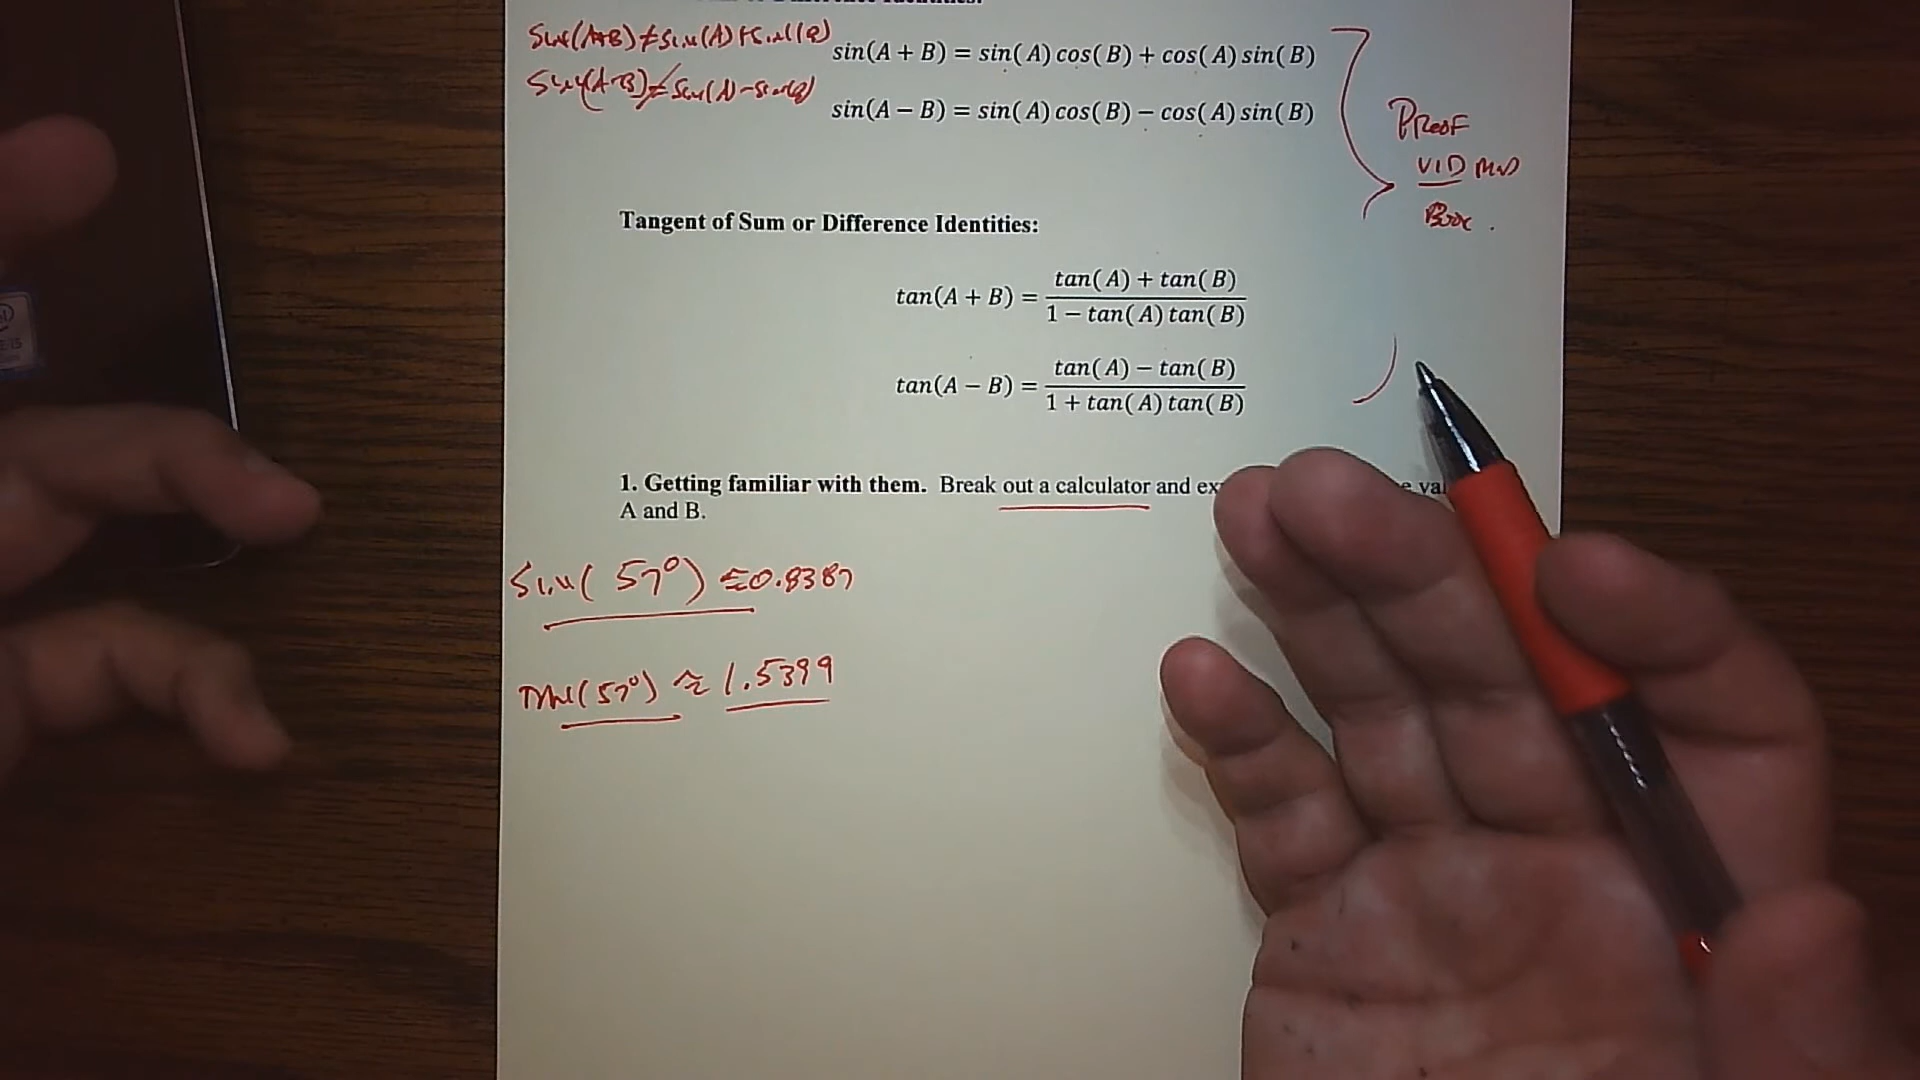 sin(A+B)≠sin(A)+sin(B)
sin(A + B) = sin(A) cos(B) + cos(A) sin(B)
sin(A-B)≠sin(A)-sin(B)
sin(A − B) = sin(A) cos(B) − cos(A) sin(B)
PROOF
VID AND
BOOK.
Tangent of Sum or Difference Identities:
tan(A + B) = tan(A) + tan(B) / 1 − tan(A) tan(B)
tan(A − B) = tan(A) − tan(B) / 1 + tan(A) tan(B)
1. Getting familiar with them. Break out a calculator and
A and B.
Sin(57°) ≈0.8387
TAN(57°) ≈ 1.5399